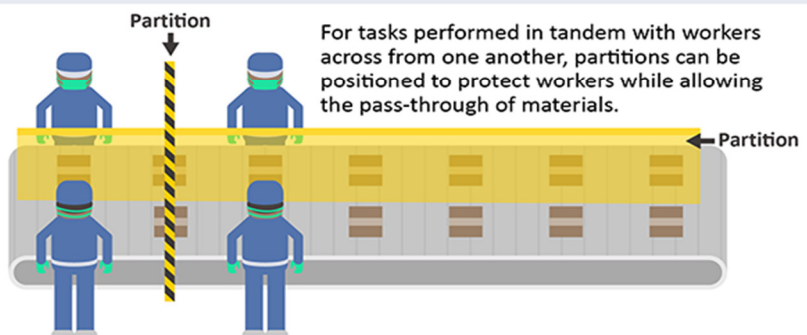 Partition
For tasks performed in tandem with workers
across from one another, partitions can be
positioned to protect workers while allowing
the pass-through of materials.
Partition